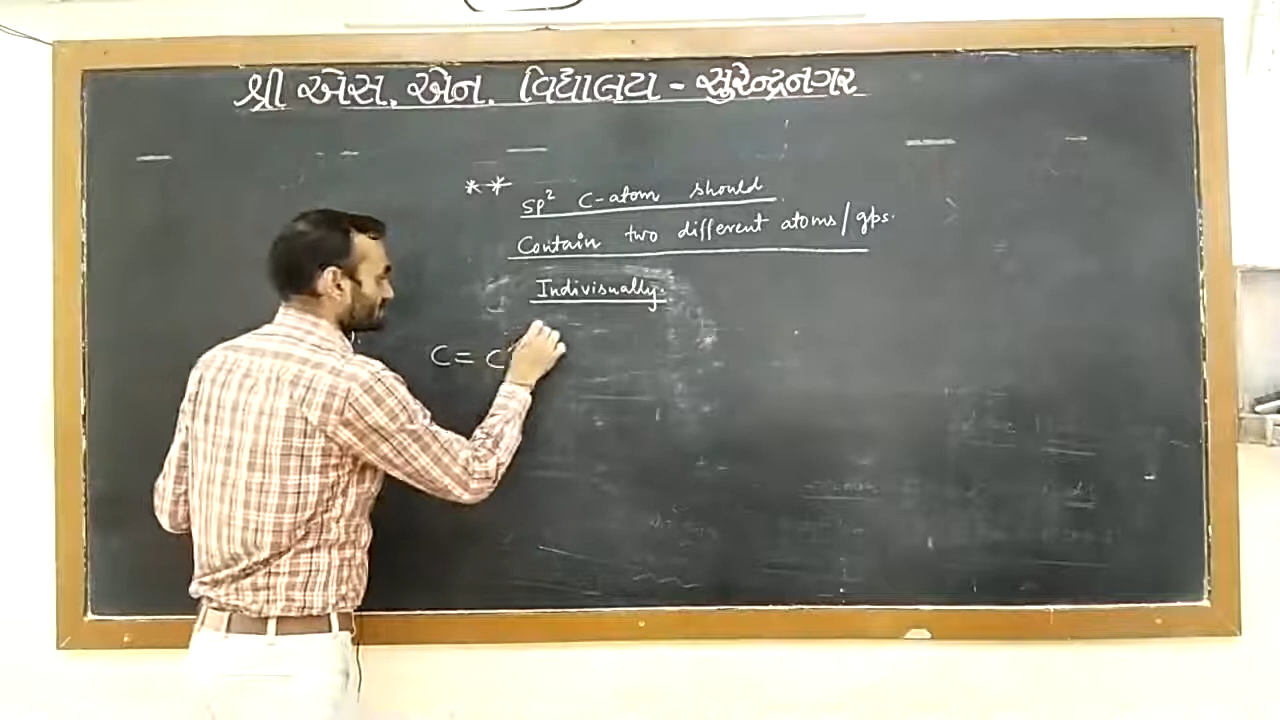 શ્રી એસ. એન. વિદ્યાલય - સુરેન્દ્રનગર
** sp² C-atom should
Contain two different atoms/gps.
Indivisually.
C = C